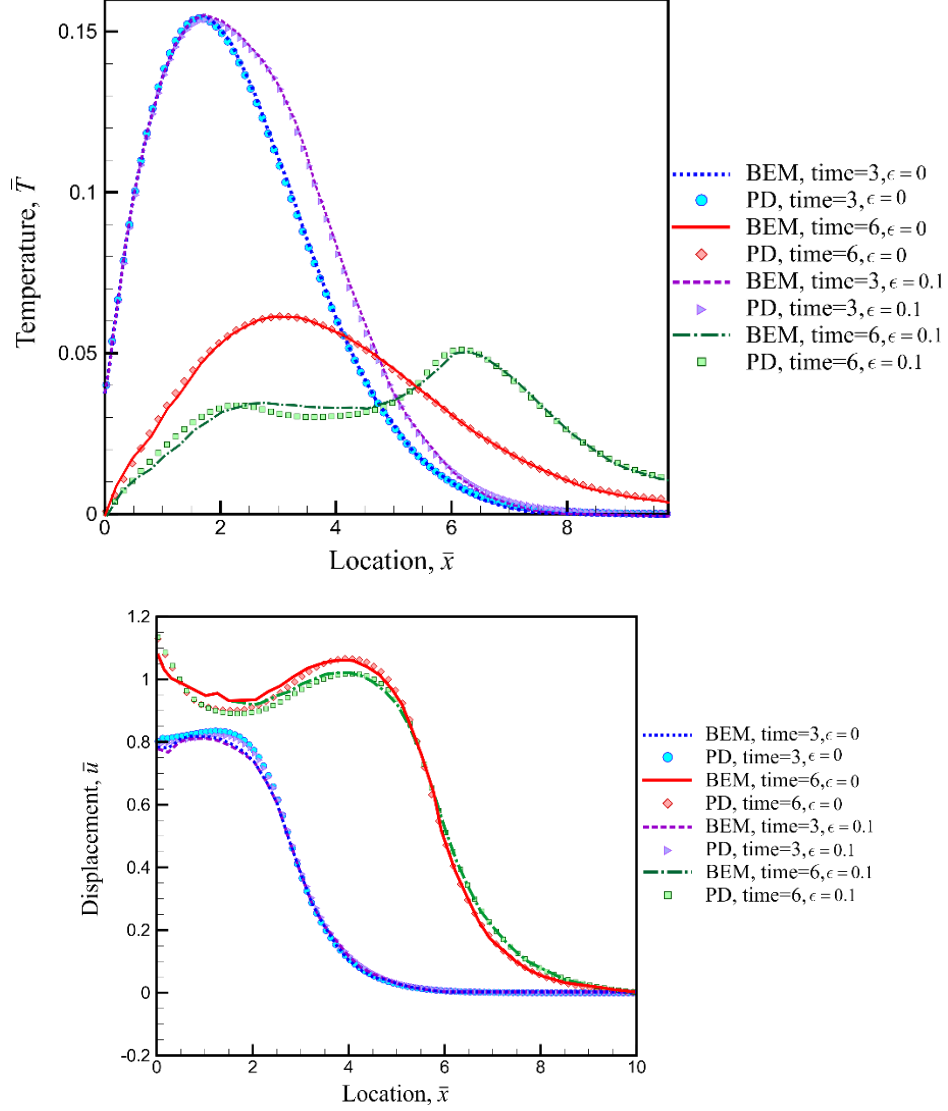 0.15
0.1
0.05
0
0 2 4 6 8
Temperature, T̄
Location, x̄
BEM, time=3,ϵ = 0
PD, time=3,ϵ = 0
BEM, time=6,ϵ = 0
PD, time=6,ϵ = 0
BEM, time=3,ϵ = 0.1
PD, time=3,ϵ = 0.1
BEM, time=6,ϵ = 0.1
PD, time=6,ϵ = 0.1
1.2
1
0.8
0.6
0.4
0.2
0
-0.2
0 2 4 6 8 10
Displacement, ū
Location, x̄
BEM, time=3,ϵ = 0
PD, time=3,ϵ = 0
BEM, time=6,ϵ = 0
PD, time=6,ϵ = 0
BEM, time=3,ϵ = 0.1
PD, time=3,ϵ = 0.1
BEM, time=6,ϵ = 0.1
PD, time=6,ϵ = 0.1